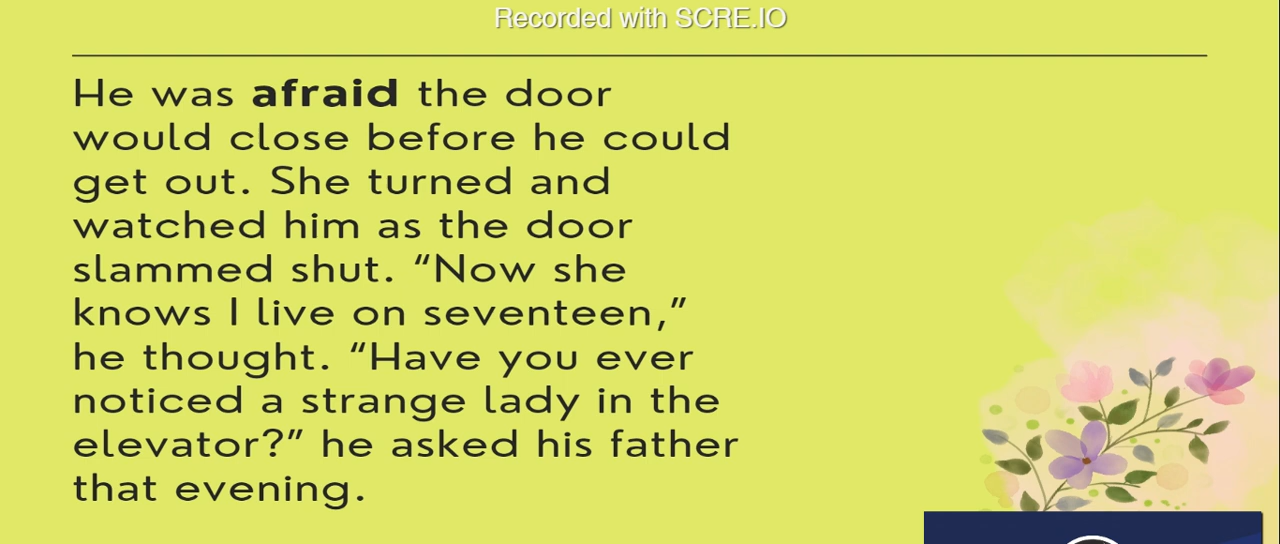 Recorded with SCRE.IO
He was afraid the door
would close before he could
get out. She turned and
watched him as the door
slammed shut. “Now she
knows I live on seventeen,”
he thought. “Have you ever
noticed a strange lady in the
elevator?” he asked his father
that evening.